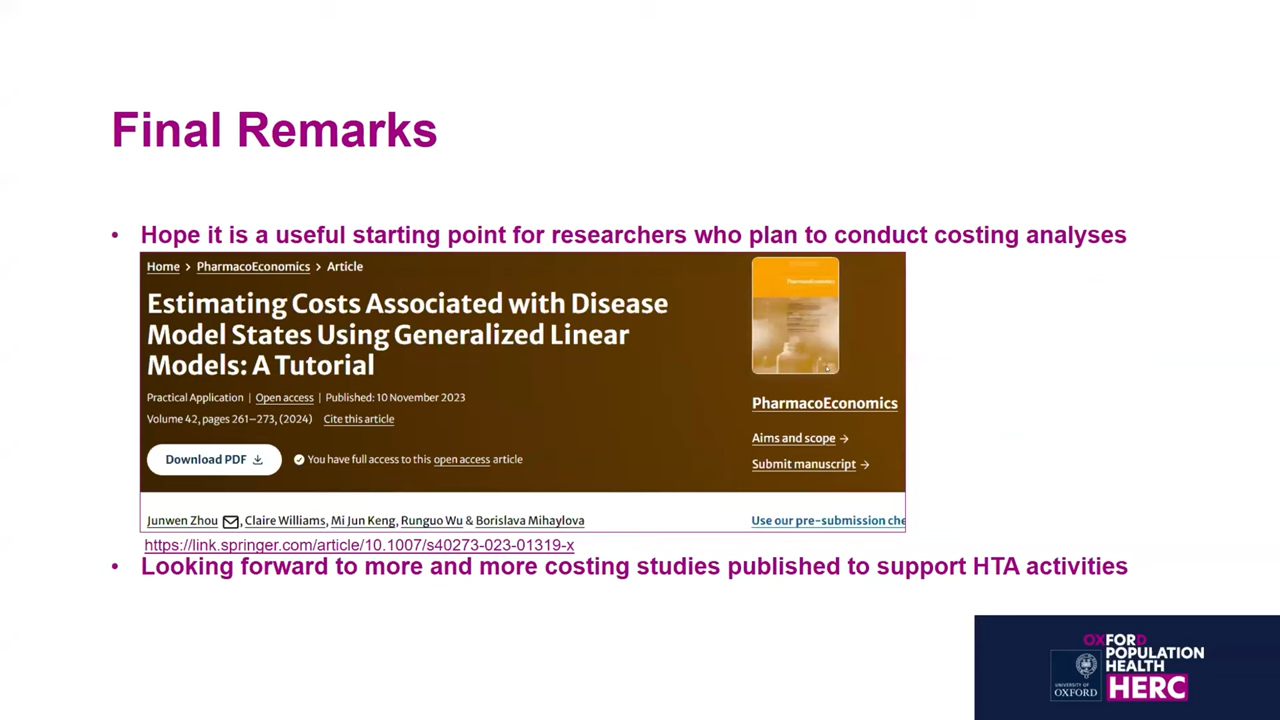 Final Remarks
• Hope it is a useful starting point for researchers who plan to conduct costing analyses
Home > PharmacoEconomics > Article
Estimating Costs Associated with Disease
Model States Using Generalized Linear
Models: A Tutorial
Practical Application | Open access | Published: 10 November 2023
Volume 42, pages 261–273, (2024) Cite this article
Download PDF
You have full access to this open access article
PharmacoEconomics
Aims and scope →
Submit manuscript →
Junwen Zhou, Claire Williams, Mi Jun Keng, Runguo Wu & Borislava Mihaylova
Use our pre-submission che
https://link.springer.com/article/10.1007/s40273-023-01319-x
• Looking forward to more and more costing studies published to support HTA activities
OXFORD
POPULATION
HEALTH
HERC
UNIVERSITY OF
OXFORD